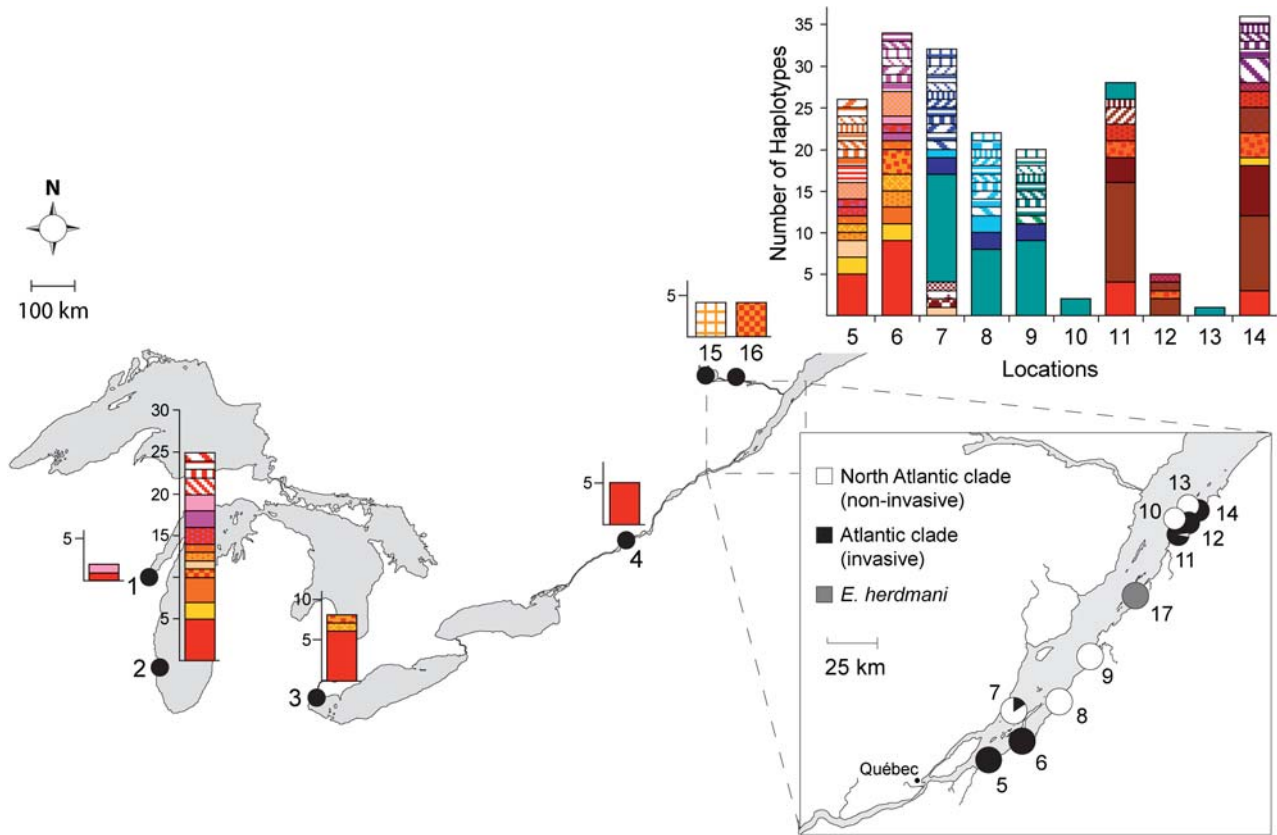 N
100 km
5
1
2
30
25
20
15
10
5
10
5
3
5
4
5
15 16
Number of Haplotypes
35
30
25
20
15
10
5
5 6 7 8 9 10 11 12 13 14
Locations
North Atlantic clade
(non-invasive)
Atlantic clade
(invasive)
E. herdmani
25 km
13
10
14
12
11
17
9
7
8
6
5
Québec